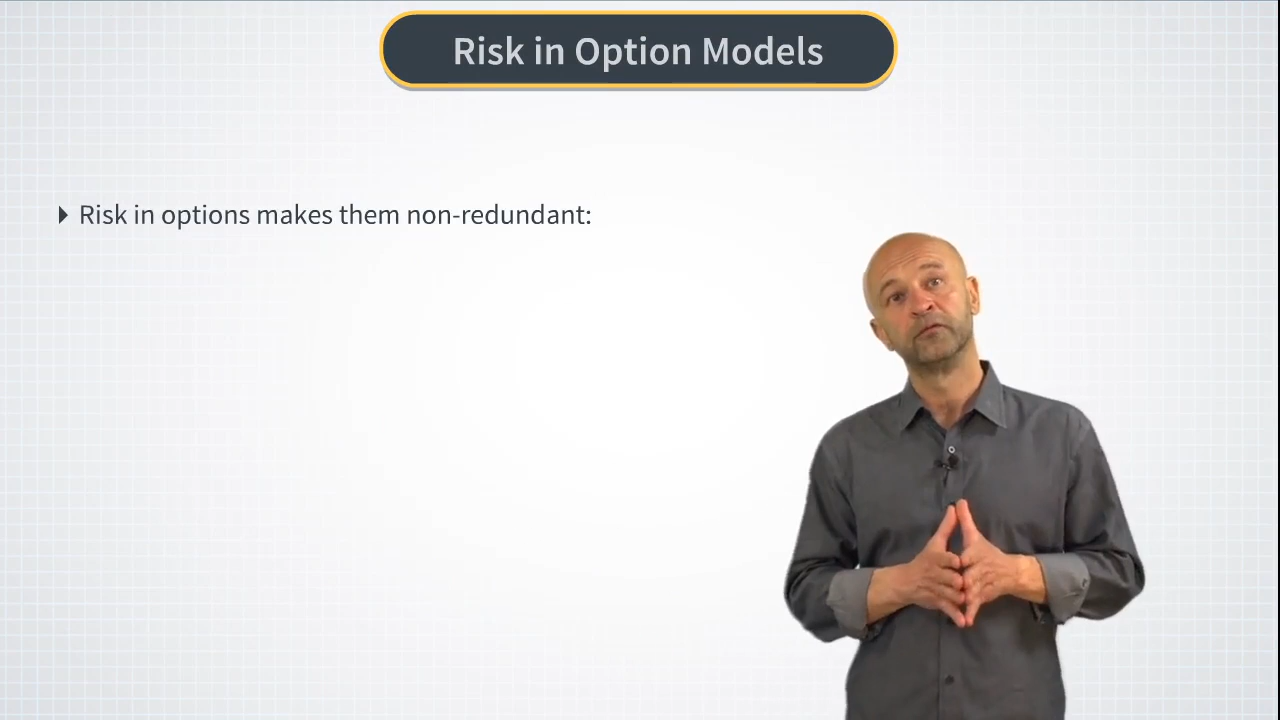 Risk in Option Models
Risk in options makes them non-redundant: